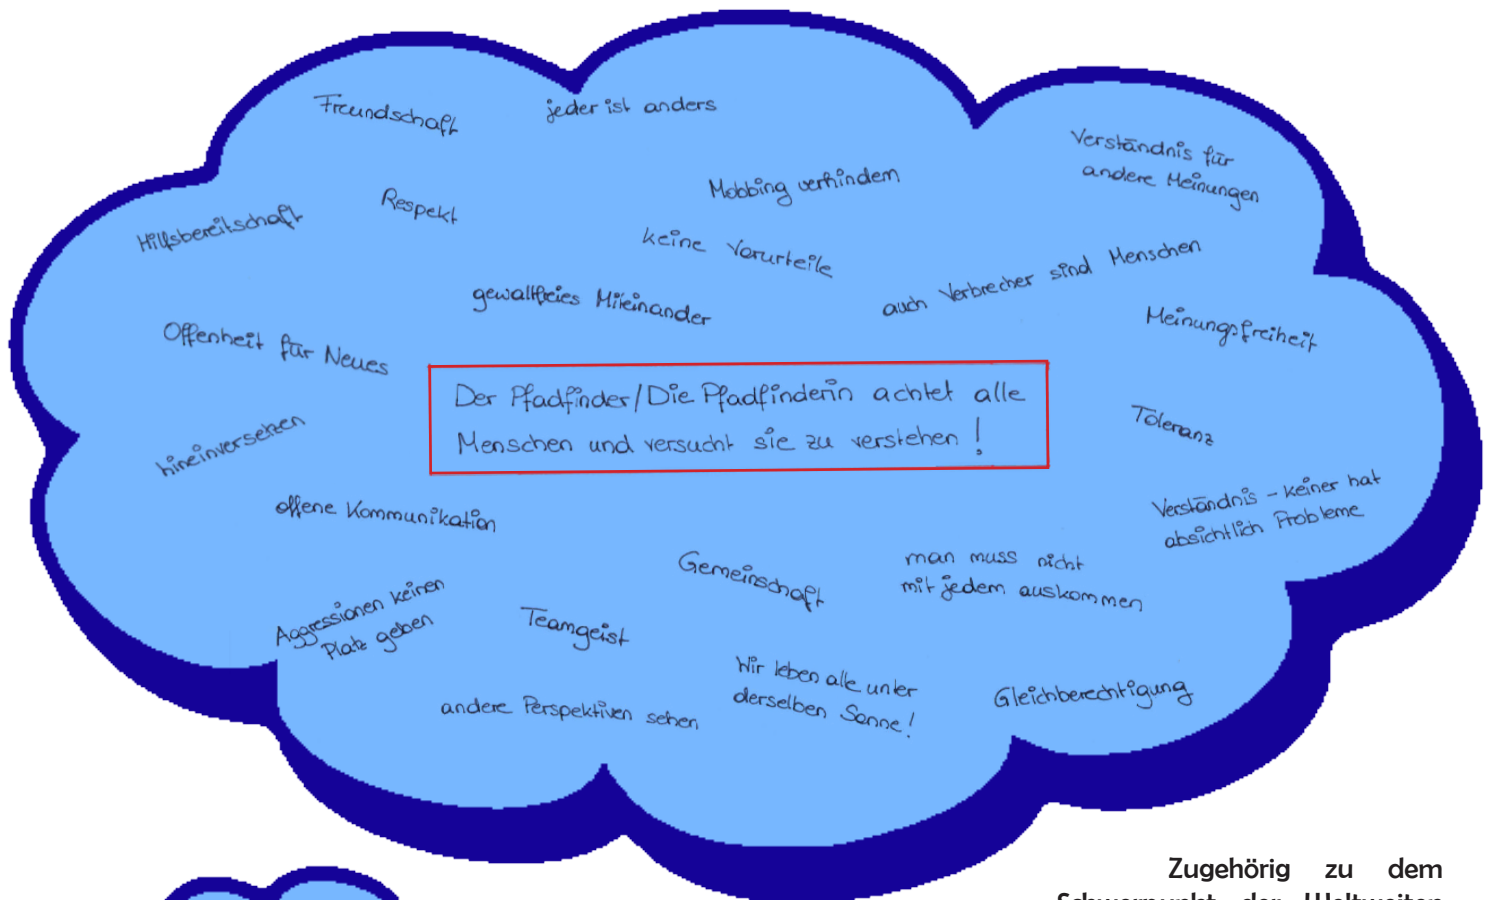 Freundschaft
jeder ist anders
Verständnis für
andere Meinungen
Mobbing verhindern
Respekt
Hilfsbereitschaft
keine Vorurteile
auch Verbrecher sind Menschen
gewaltfreies Miteinander
Meinungsfreiheit
Offenheit für Neues
Der Pfadfinder/Die Pfadfinderin achtet alle
Menschen und versucht sie zu verstehen!
Toleranz
hineinversetzen
Verständnis - keiner hat
absichtlich Probleme
offene Kommunikation
Gemeinschaft
man muss nicht
mit jedem auskommen
Aggressionen keinen
Platz geben
Teamgeist
Wir leben alle unter
derselben Sonne!
Gleichberechtigung
andere Perspektiven sehen
Zugehörig zu dem
Schwerpunkt der Weltweiten